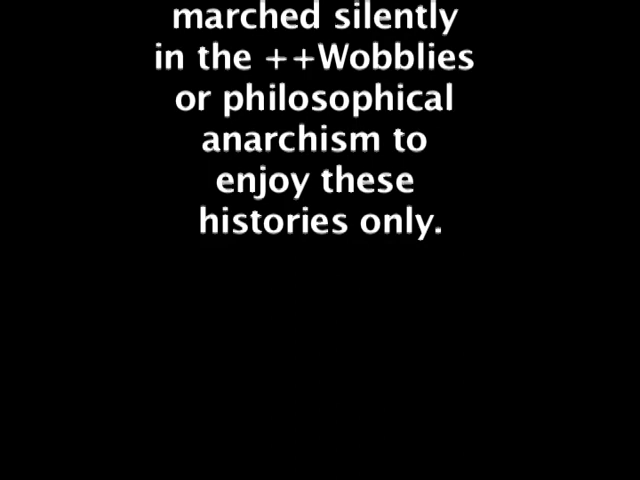 marched silently
in the ++Wobblies
or philosophical
anarchism to
enjoy these
histories only.